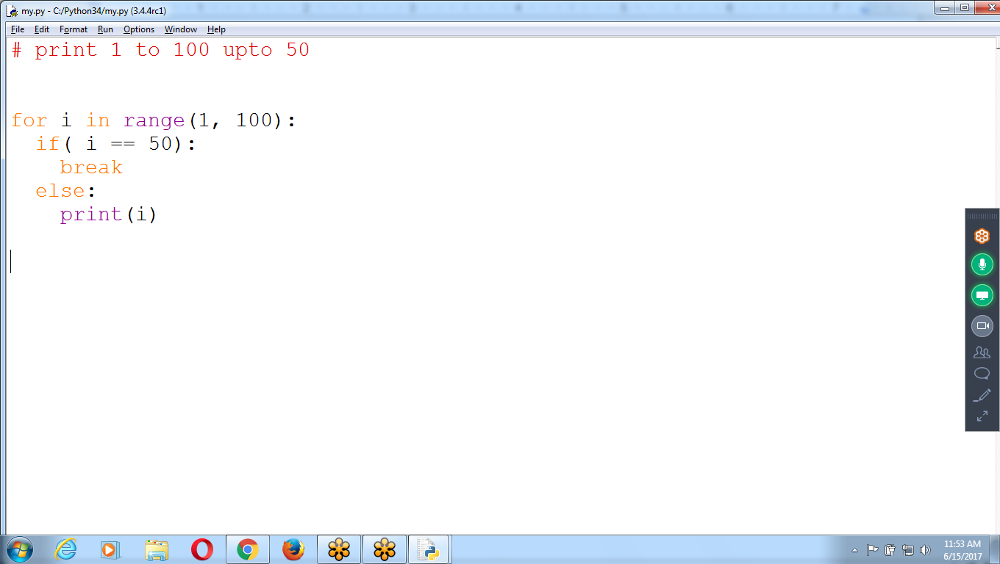 my.py - C:/Python34/my.py (3.4.4rc1)
File Edit Format Run Options Window Help
# print 1 to 100 upto 50
for i in range(1, 100):
  if( i == 50):
    break
  else:
    print(i)
11:53 AM
6/15/2017